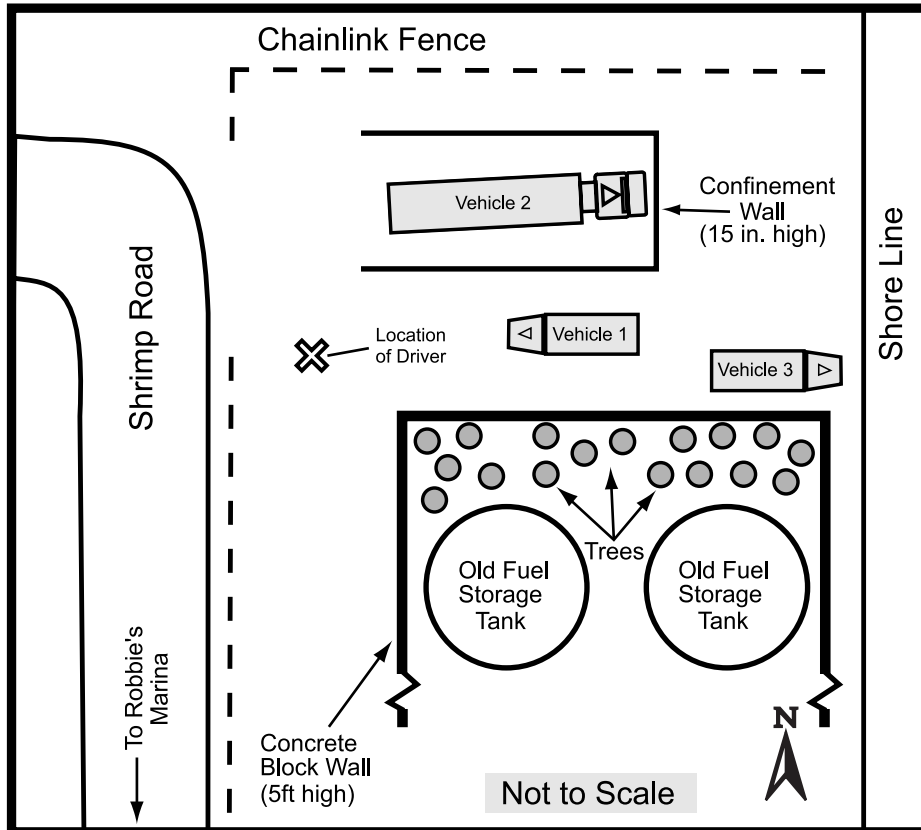 Chainlink Fence
Vehicle 2
Confinement
Wall
(15 in. high)
Shore Line
Shrimp Road
Location
of Driver
Vehicle 1
Vehicle 3
Trees
Old Fuel
Storage
Tank
Old Fuel
Storage
Tank
To Robbie's
Marina
Concrete
Block Wall
(5ft high)
Not to Scale
N